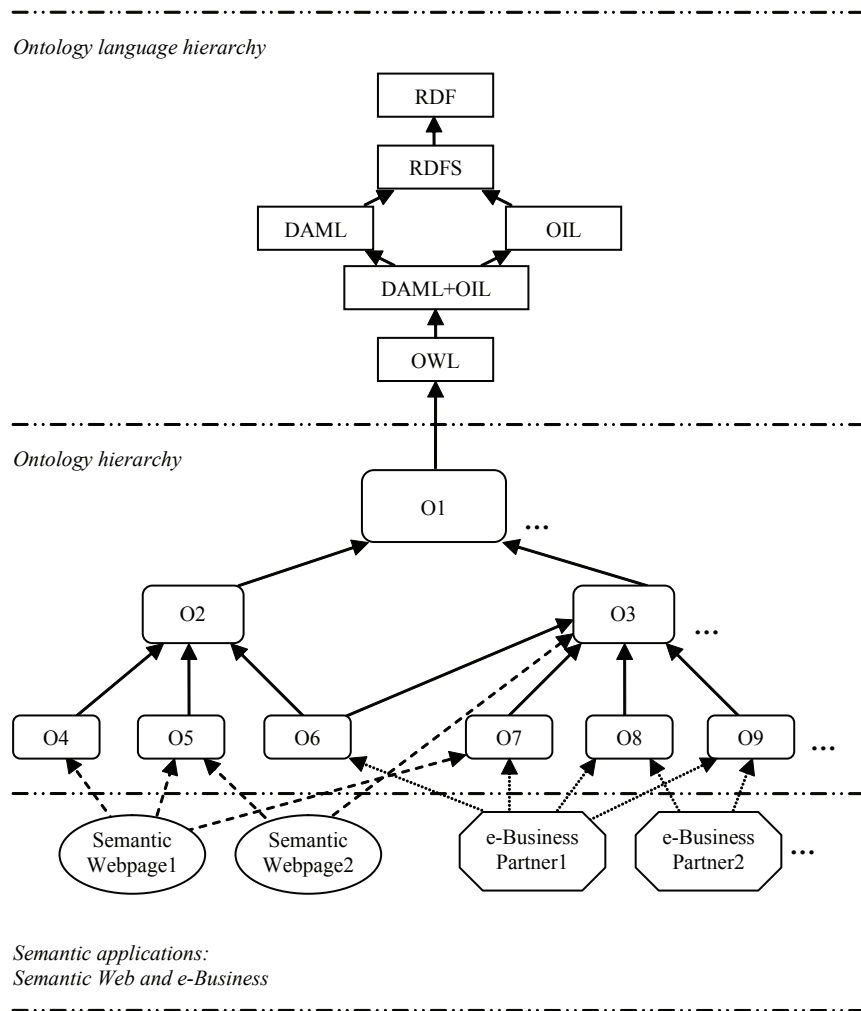 Ontology language hierarchy
RDF
RDFS
DAML
OIL
DAML+OIL
OWL
Ontology hierarchy
O1
...
O2
O3
...
O4
O5
O6
O7
O8
O9
...
Semantic
Webpage1
Semantic
Webpage2
e-Business
Partner1
e-Business
Partner2
...
Semantic applications:
Semantic Web and e-Business